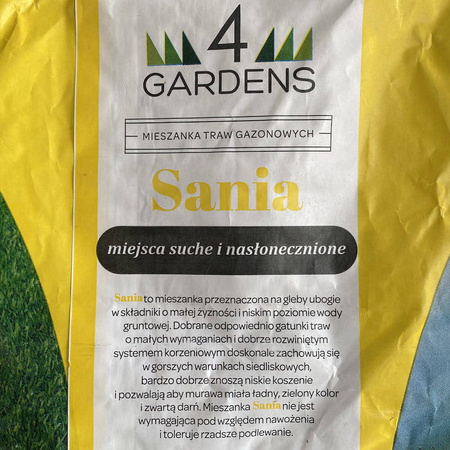 4
GARDENS
MIESZANKA TRAW GAZONOWYCH
Sania
miejsca suche i nasłonecznione
Sania to mieszanka przeznaczona na gleby ubogie
w składniki o małej żyzności i niskim poziomie wody
gruntowej. Dobrane odpowiednio gatunki traw
o małych wymaganiach i dobrze rozwiniętym
systemem korzeniowym doskonale zachowują się
w gorszych warunkach siedliskowych,
bardzo dobrze znoszą niskie koszenie
i pozwalają aby murawa miała ładny, zielony kolor
i zwartą darń. Mieszanka Sania nie jest
wymagająca pod względem nawożenia
i toleruje rzadsze podlewanie.